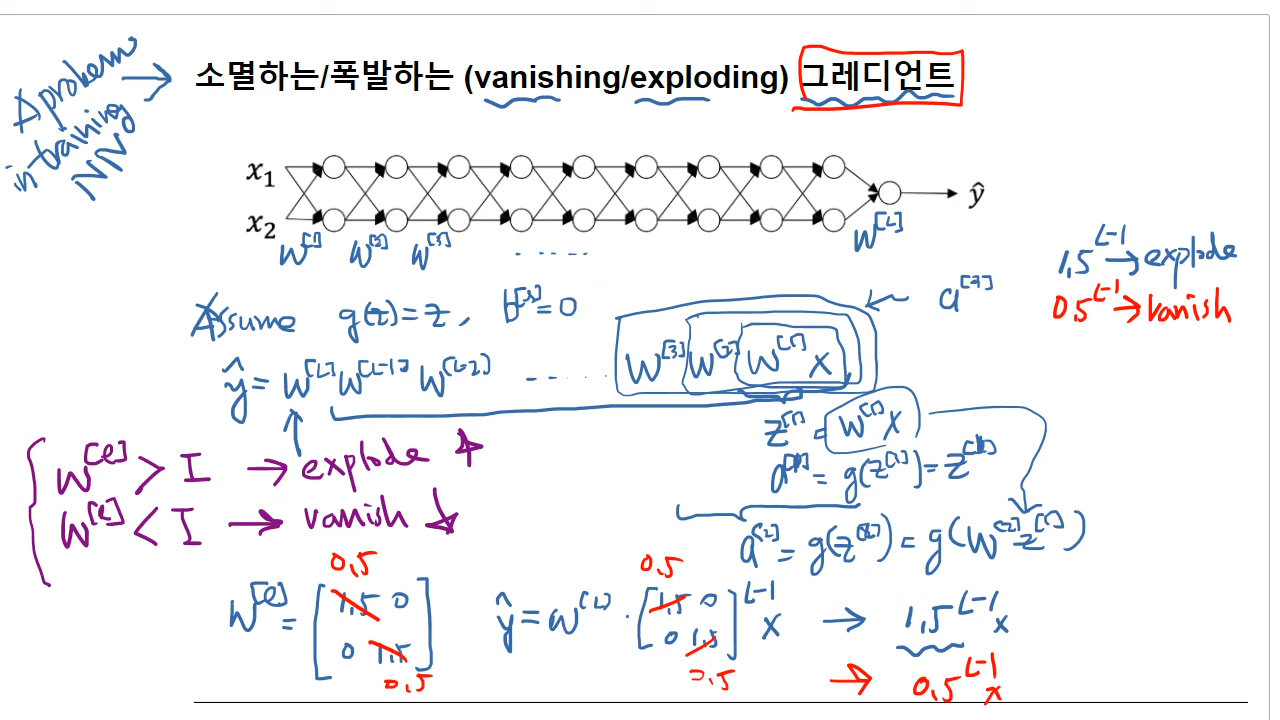 A problem
in training
NN
→ 소멸하는/폭발하는 (vanishing/exploding) 그레디언트
x₁
x₂
ŷ
W^[1] W^[2] W^[3] ...... W^[L]
1.5^L-1 → explode
0.5^L-1 → vanish
Assume g(z)=z, b^[l]=0
← a^[3]
ŷ = W^[L] W^[L-1] W^[L-2] ...... W^[3] W^[2] W^[1] x
z^[1] = W^[1] x
a^[1] = g(z^[1]) = z^[1]
a^[2] = g(z^[2]) = g(W^[2] z^[1])
W^[l] > I → explode ↑
W^[l] < I → vanish ↓
0.5
0.5
W^[l] = [1.5 0
0 1.5]
0.5
ŷ = W^[L] · [1.5 0
0 1.5]^L-1 x → 1.5^L-1 x
0.5
→ 0.5^L-1 x